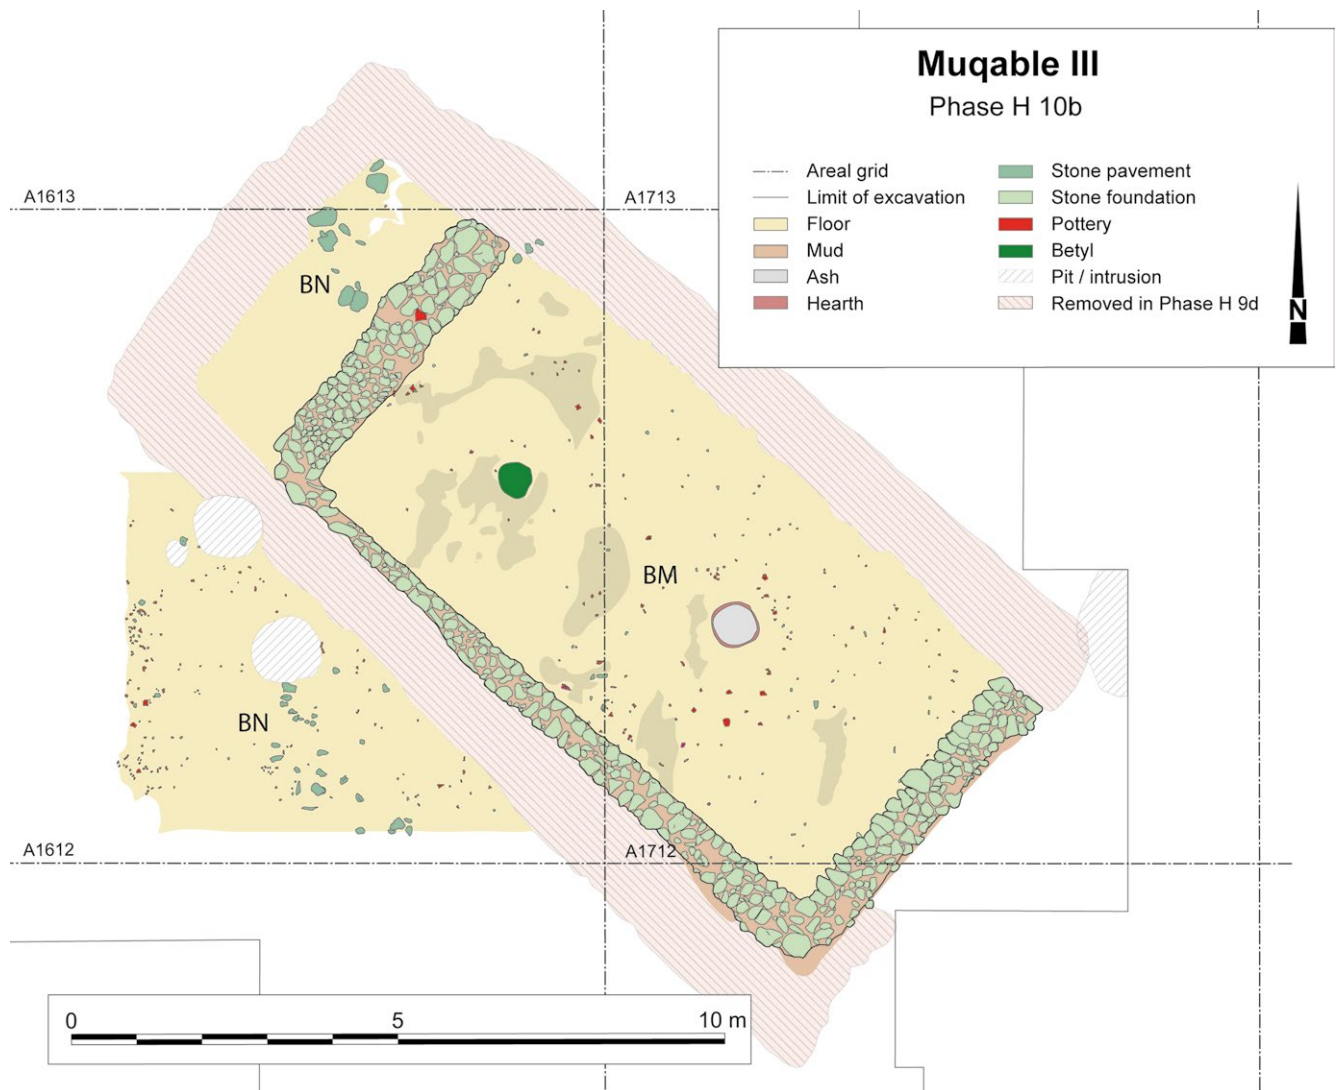 Muqable III
Phase H 10b
Areal grid
Limit of excavation
Floor
Mud
Ash
Hearth
Stone pavement
Stone foundation
Pottery
Betyl
Pit / intrusion
Removed in Phase H 9d
N
A1613
A1713
BN
BM
BN
A1612
A1712
0 5 10 m